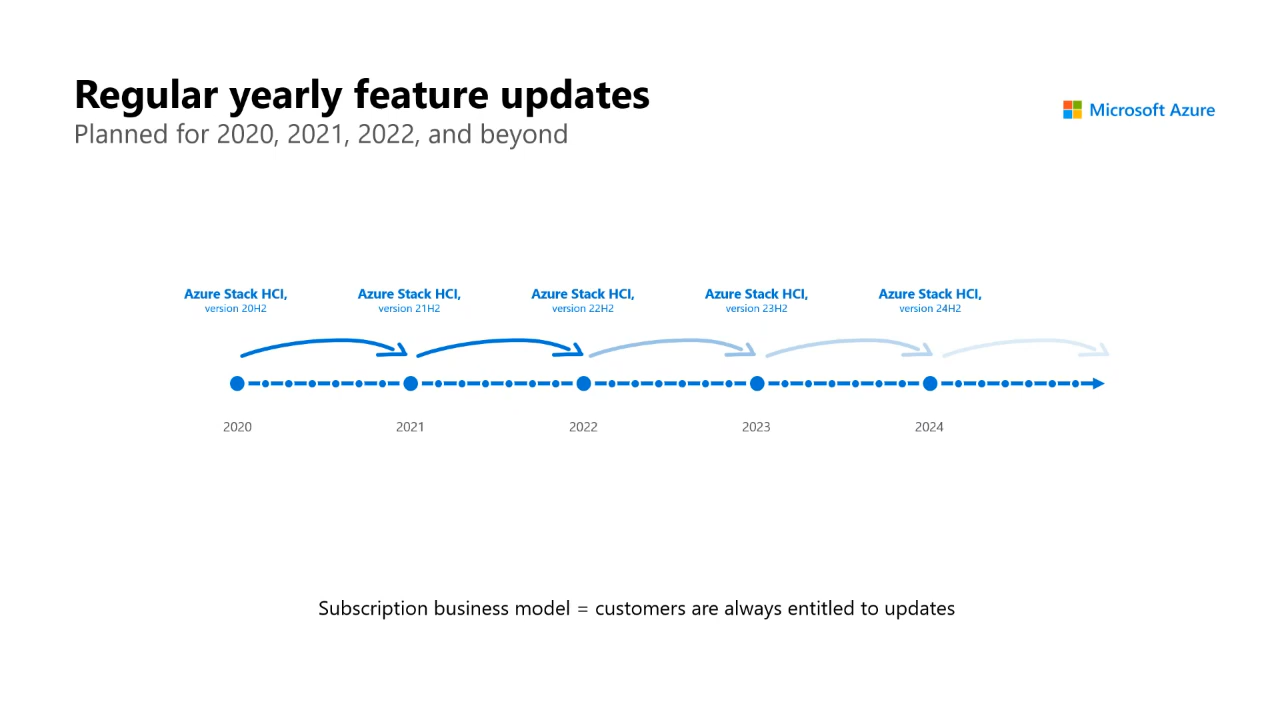 Regular yearly feature updates
Planned for 2020, 2021, 2022, and beyond
Microsoft Azure
Azure Stack HCI,
version 20H2
Azure Stack HCI,
version 21H2
Azure Stack HCI,
version 22H2
Azure Stack HCI,
version 23H2
Azure Stack HCI,
version 24H2
2020
2021
2022
2023
2024
Subscription business model = customers are always entitled to updates